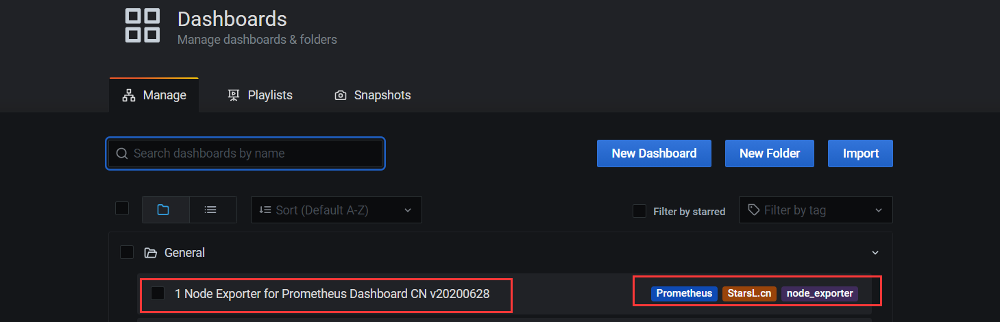 Dashboards
Manage dashboards & folders
Manage Playlists Snapshots
Search dashboards by name New Dashboard New Folder Import
Sort (Default A-Z) Filter by starred Filter by tag
General
1 Node Exporter for Prometheus Dashboard CN v20200628 Prometheus StarsL.cn node_exporter